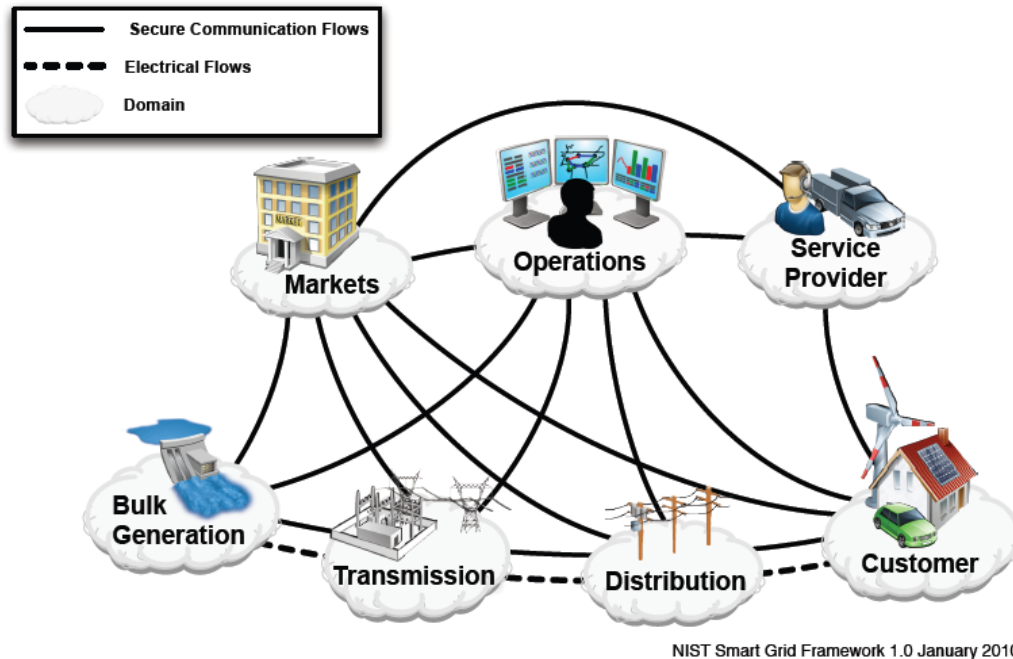 Secure Communication Flows
Electrical Flows
Domain
MARKET
Markets
Operations
Service
Provider
Bulk
Generation
Transmission
Distribution
Customer
NIST Smart Grid Framework 1.0 January 2010